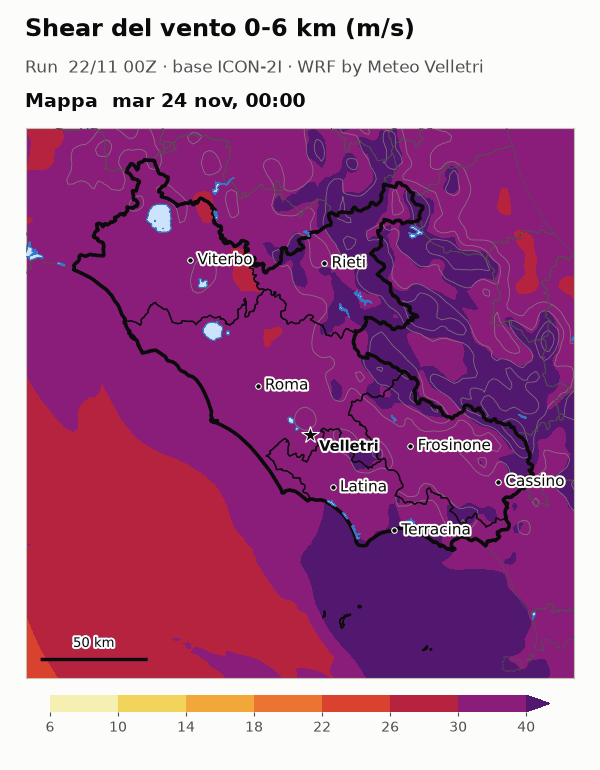 Shear del vento 0-6 km (m/s)
Run 22/11 00Z · base ICON-2I · WRF by Meteo Velletri
Mappa mar 24 nov, 00:00
Viterbo
Rieti
Roma
Velletri
Frosinone
Latina
Cassino
Terracina
50 km
6 10 14 18 22 26 30 40